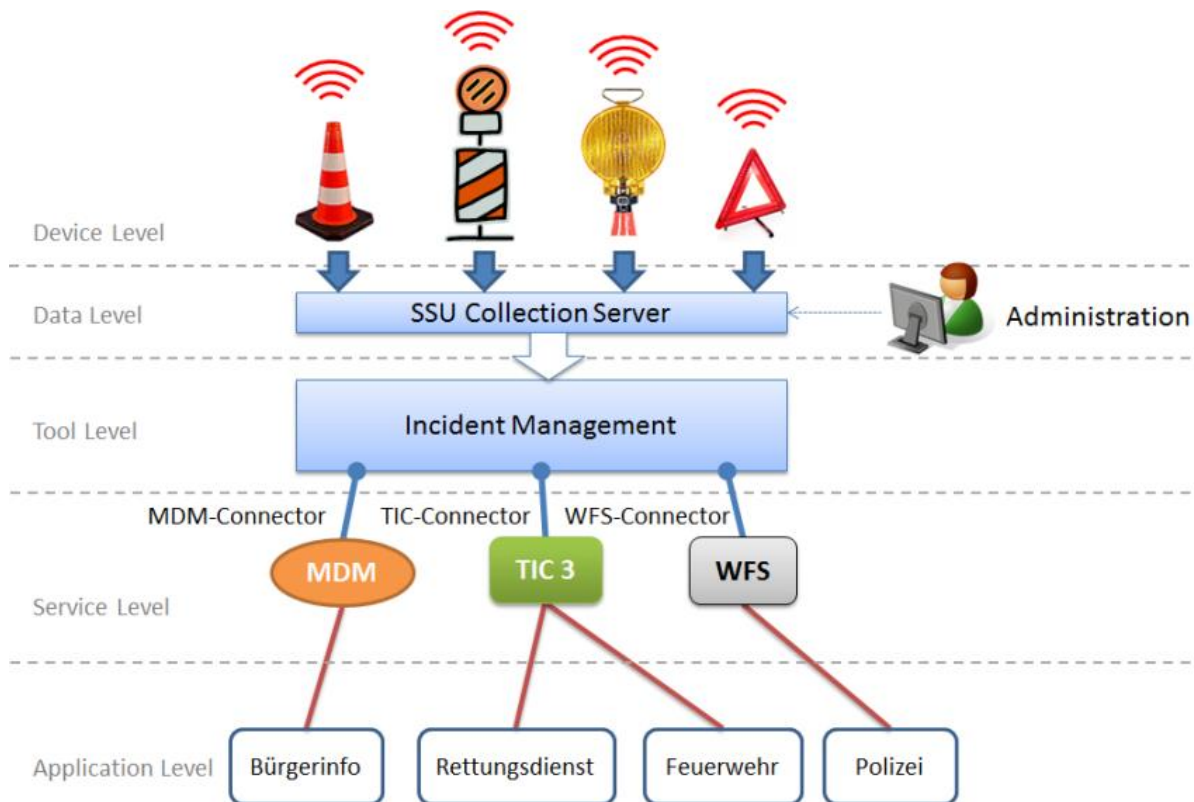 Device Level
Data Level
SSU Collection Server
Administration
Tool Level
Incident Management
MDM-Connector
TIC-Connector
WFS-Connector
MDM
TIC 3
WFS
Service Level
Application Level
Bürgerinfo
Rettungsdienst
Feuerwehr
Polizei